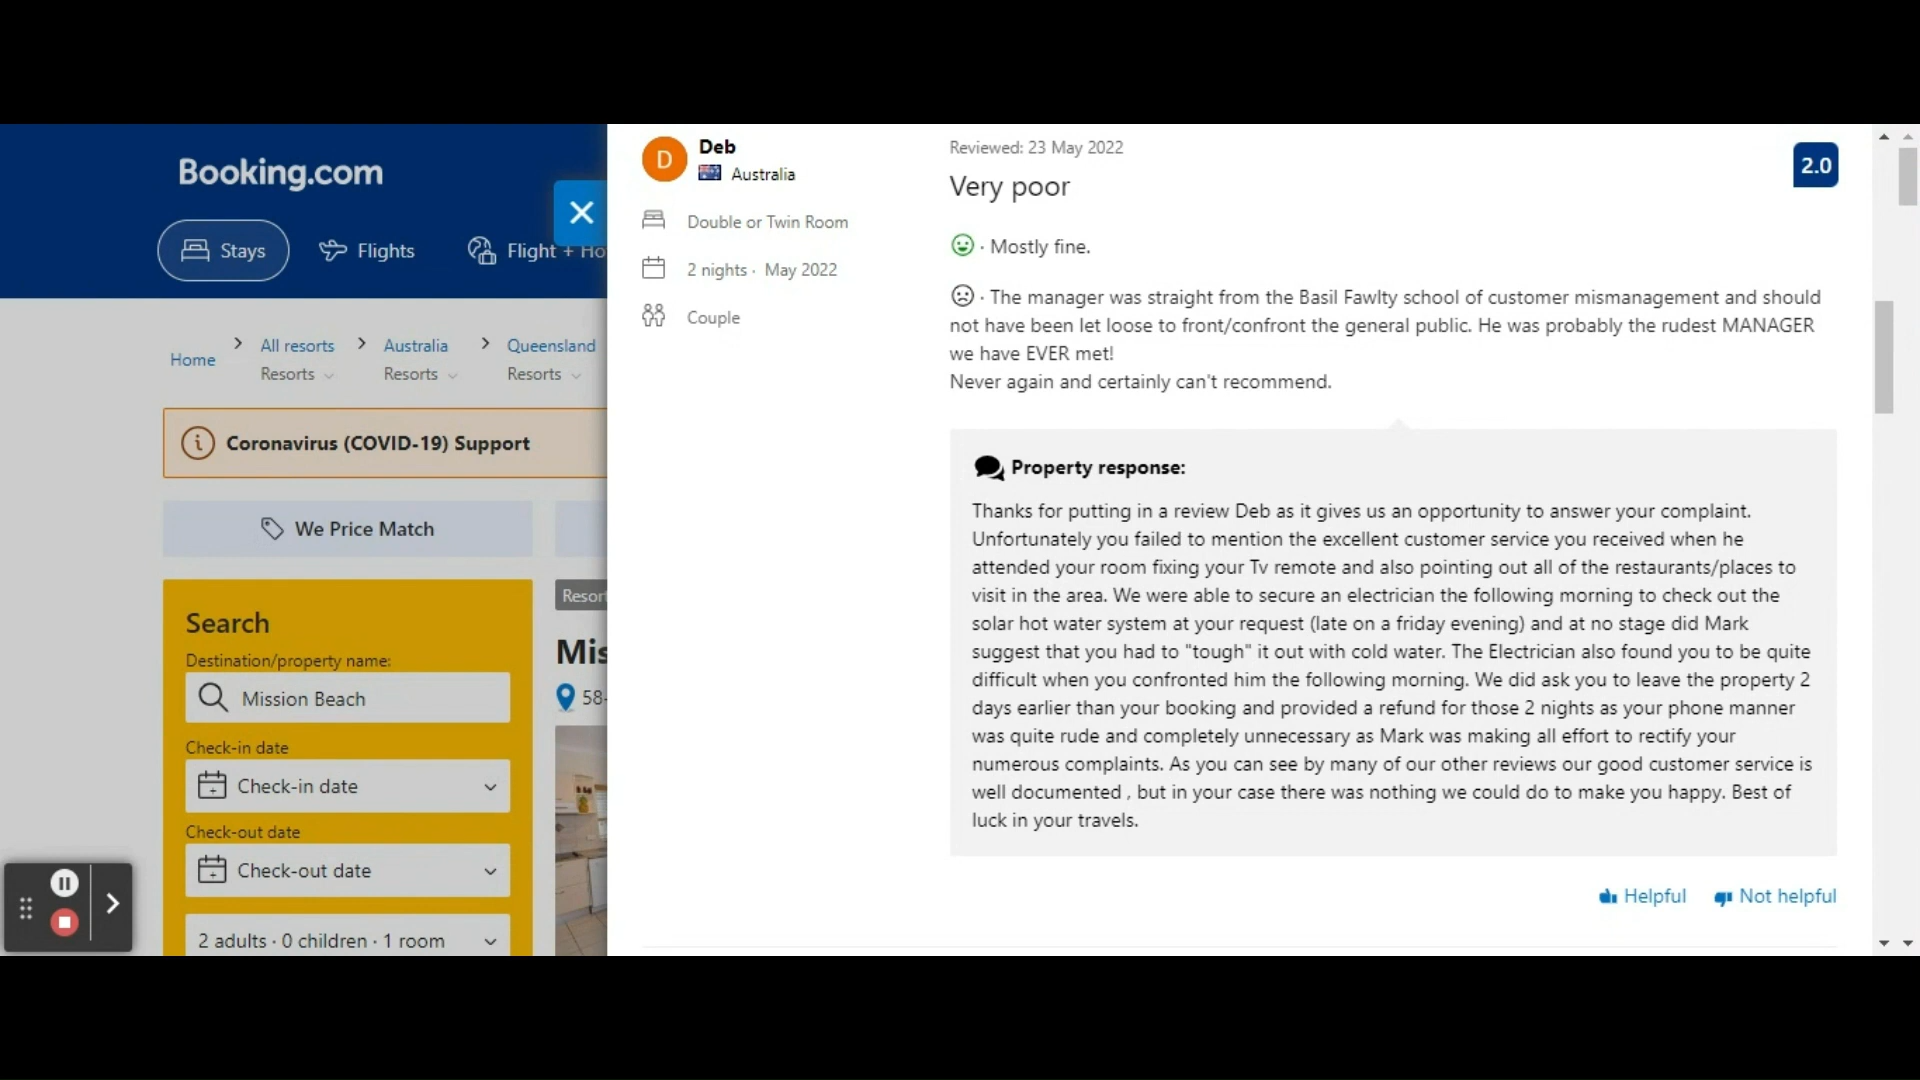 Booking.com
Stays
Flights
Flight + Ho
Home
All resorts
Resorts
Australia
Resorts
Queensland
Resorts
Coronavirus (COVID-19) Support
We Price Match
Search
Destination/property name:
Mission Beach
Check-in date
Check-in date
Check-out date
Check-out date
2 adults · 0 children · 1 room
Resor
Mis
58-
D
Deb
Australia
Double or Twin Room
2 nights · May 2022
Couple
Reviewed: 23 May 2022
2.0
Very poor
· Mostly fine.
· The manager was straight from the Basil Fawlty school of customer mismanagement and should
not have been let loose to front/confront the general public. He was probably the rudest MANAGER
we have EVER met!
Never again and certainly can't recommend.
Property response:
Thanks for putting in a review Deb as it gives us an opportunity to answer your complaint.
Unfortunately you failed to mention the excellent customer service you received when he
attended your room fixing your Tv remote and also pointing out all of the restaurants/places to
visit in the area. We were able to secure an electrician the following morning to check out the
solar hot water system at your request (late on a friday evening) and at no stage did Mark
suggest that you had to "tough" it out with cold water. The Electrician also found you to be quite
difficult when you confronted him the following morning. We did ask you to leave the property 2
days earlier than your booking and provided a refund for those 2 nights as your phone manner
was quite rude and completely unnecessary as Mark was making all effort to rectify your
numerous complaints. As you can see by many of our other reviews our good customer service is
well documented , but in your case there was nothing we could do to make you happy. Best of
luck in your travels.
Helpful
Not helpful